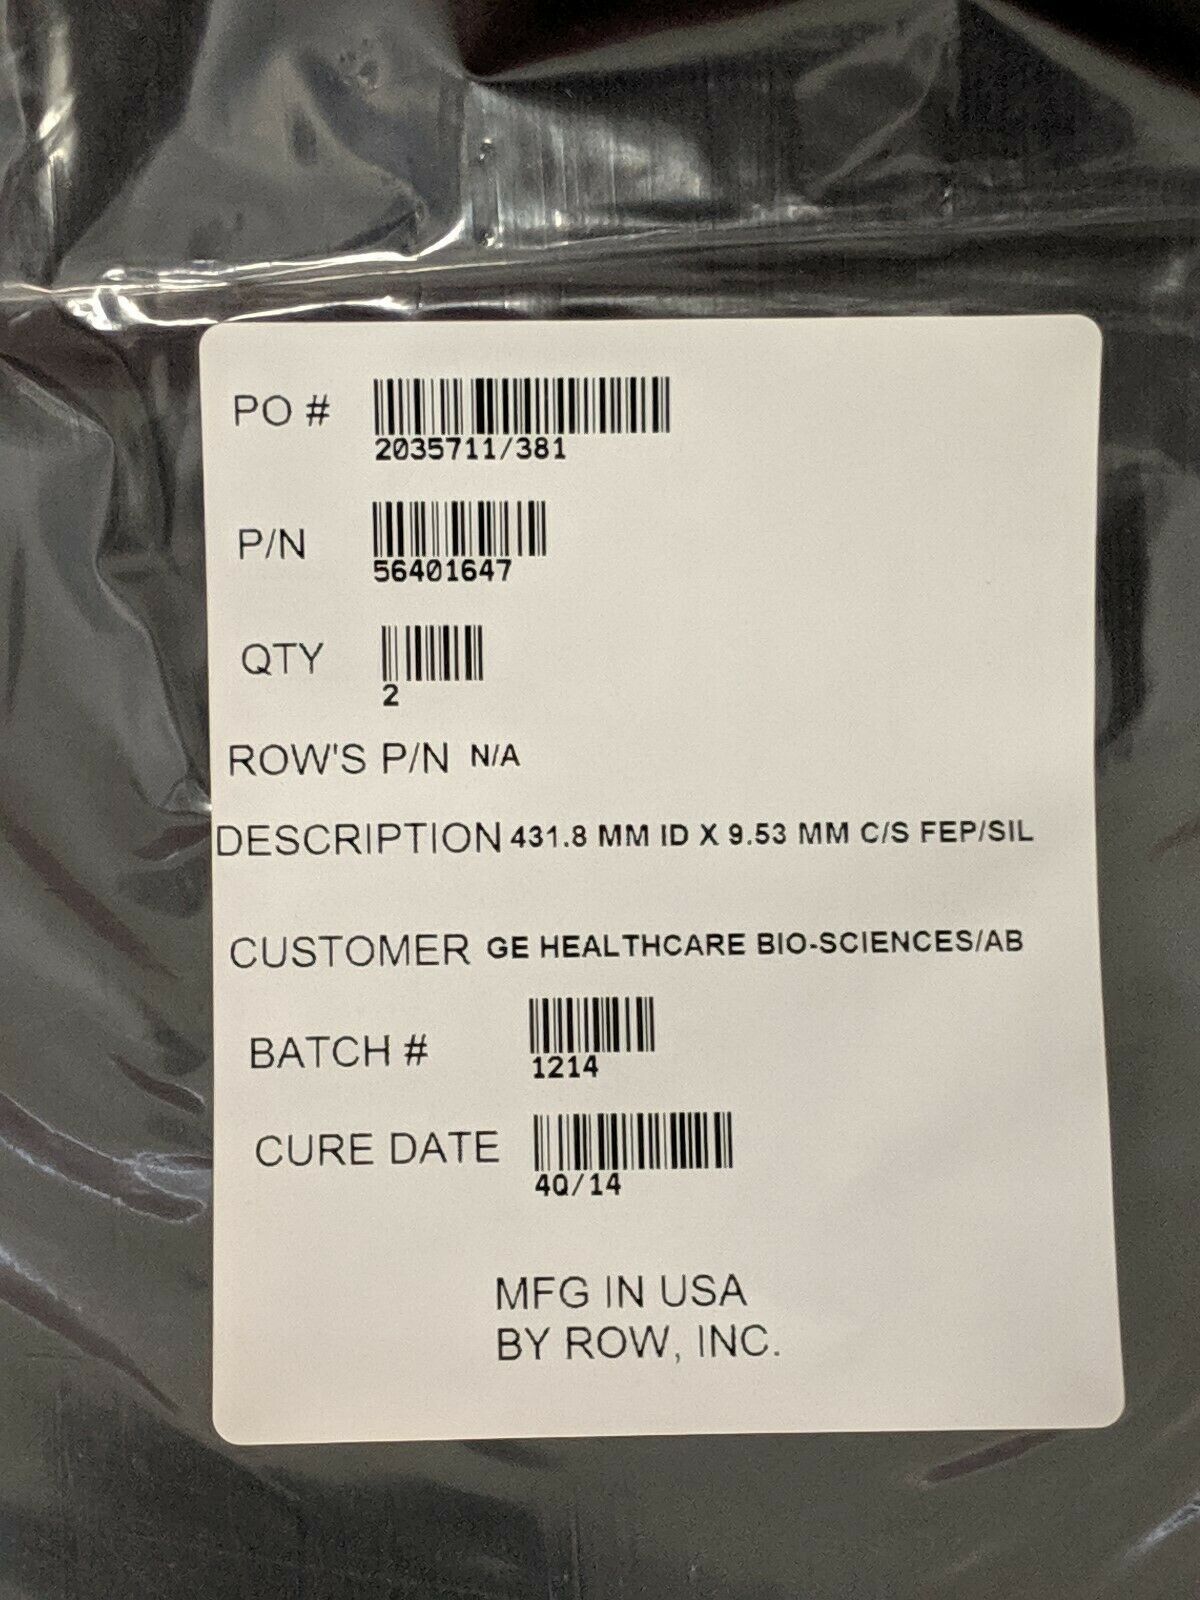 PO #
2035711/381
P/N
56401647
QTY
2
ROW'S P/N N/A
DESCRIPTION 431.8 MM ID X 9.53 MM C/S FEP/SIL
CUSTOMER GE HEALTHCARE BIO-SCIENCES/AB
BATCH #
1214
CURE DATE
4Q/14
MFG IN USA
BY ROW, INC.